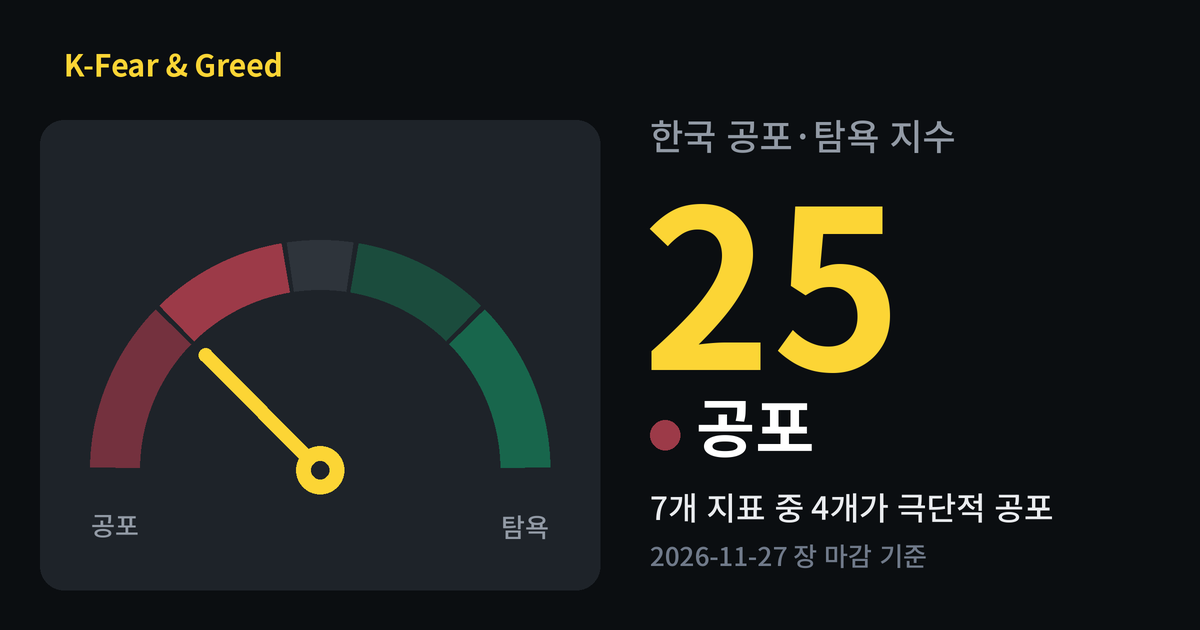 K-Fear & Greed
한국 공포·탐욕 지수
25
공포
7개 지표 중 4개가 극단적 공포
2026-11-27 장 마감 기준
공포
탐욕